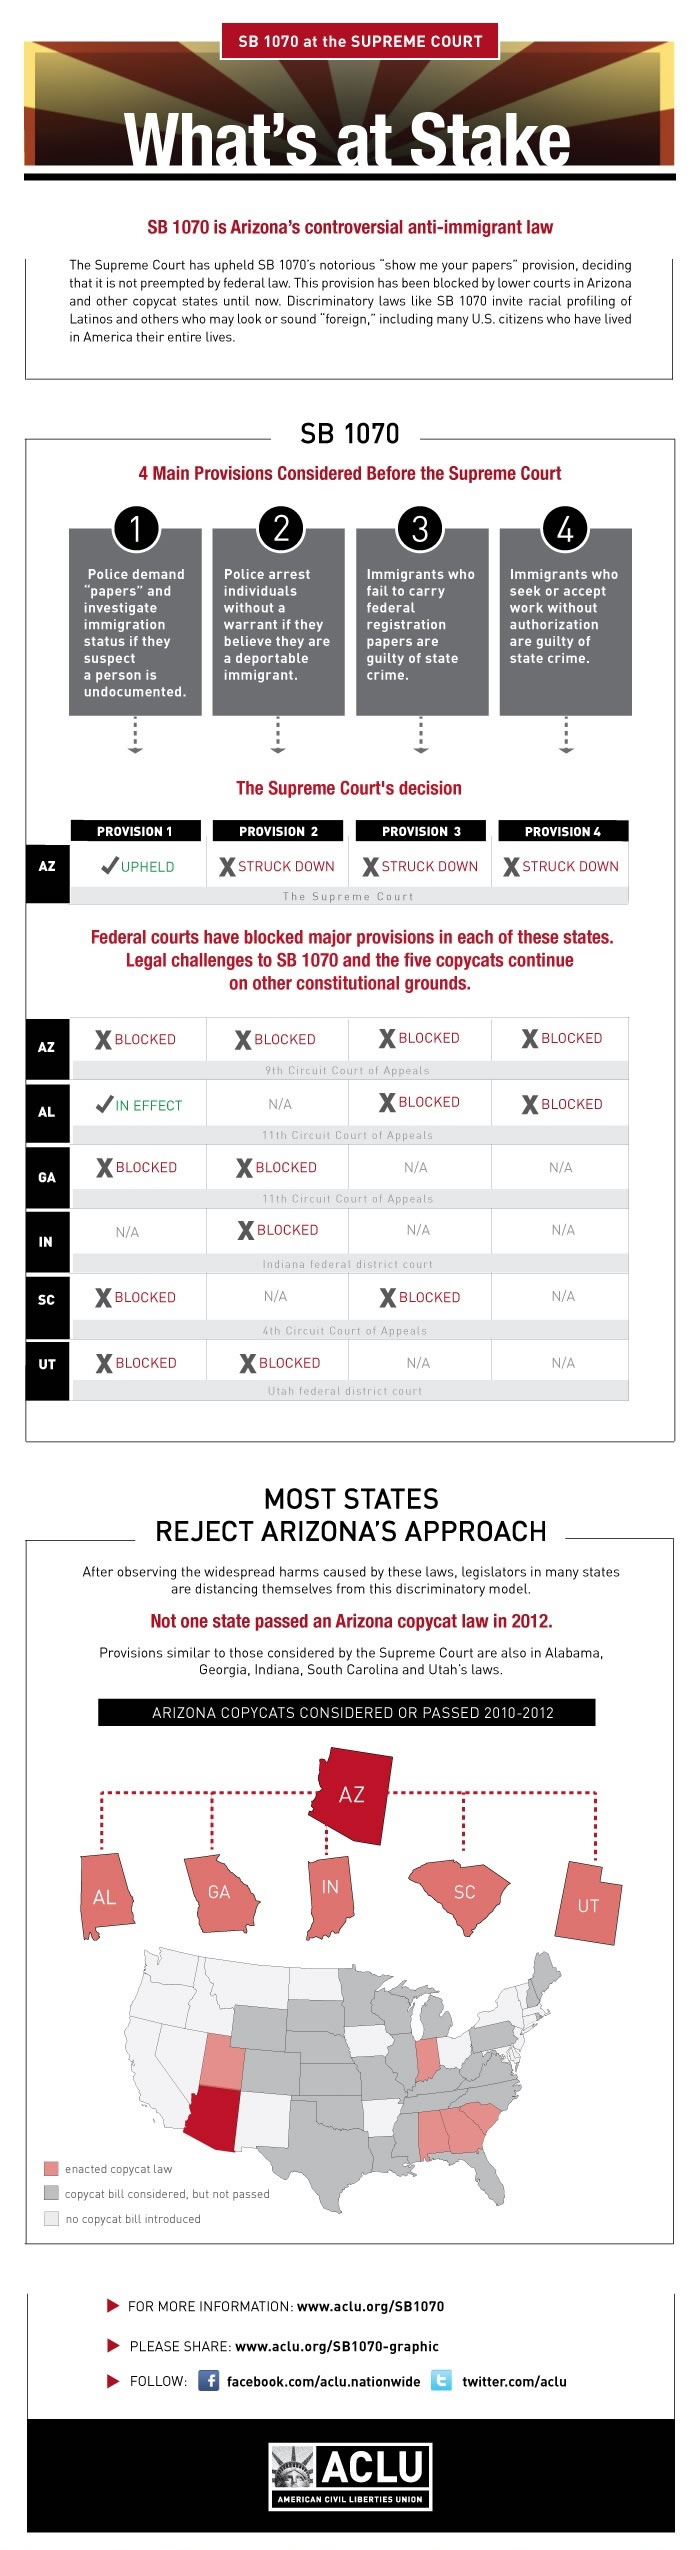 SB 1070 at the SUPREME COURT
What's at Stake
SB 1070 is Arizona's controversial anti-immigrant law
The Supreme Court has upheld SB 1070's notorious "show me your papers" provision, deciding
that it is not preempted by federal law. This provision has been blocked by lower courts in Arizona
and other copycat states until now. Discriminatory laws like SB 1070 invite racial profiling of
Latinos and others who may look or sound "foreign," including many U.S. citizens who have lived
in America their entire lives.
SB 1070
4 Main Provisions Considered Before the Supreme Court
1
Police demand
"papers" and
investigate
immigration
status if they
suspect
a person is
undocumented.
2
Police arrest
individuals
without a
warrant if they
believe they are
a deportable
immigrant.
3
Immigrants who
fail to carry
federal
registration
papers are
guilty of state
crime.
4
Immigrants who
seek or accept
work without
authorization
are guilty of
state crime.
The Supreme Court's decision
PROVISION 1 PROVISION 2 PROVISION 3 PROVISION 4
AZ UPHELD X STRUCK DOWN X STRUCK DOWN X STRUCK DOWN
The Supreme Court
Federal courts have blocked major provisions in each of these states.
Legal challenges to SB 1070 and the five copycats continue
on other constitutional grounds.
AZ X BLOCKED X BLOCKED X BLOCKED X BLOCKED
9th Circuit Court of Appeals
AL IN EFFECT N/A X BLOCKED X BLOCKED
11th Circuit Court of Appeals
GA X BLOCKED X BLOCKED N/A N/A
11th Circuit Court of Appeals
IN N/A X BLOCKED N/A N/A
Indiana federal district court
SC X BLOCKED N/A X BLOCKED N/A
4th Circuit Court of Appeals
UT X BLOCKED X BLOCKED N/A N/A
Utah federal district court
MOST STATES
REJECT ARIZONA'S APPROACH
After observing the widespread harms caused by these laws, legislators in many states
are distancing themselves from this discriminatory model.
Not one state passed an Arizona copycat law in 2012.
Provisions similar to those considered by the Supreme Court are also in Alabama,
Georgia, Indiana, South Carolina and Utah's laws.
ARIZONA COPYCATS CONSIDERED OR PASSED 2010-2012
AZ
AL GA IN SC UT
enacted copycat law
copycat bill considered, but not passed
no copycat bill introduced
FOR MORE INFORMATION: www.aclu.org/SB1070
PLEASE SHARE: www.aclu.org/SB1070-graphic
FOLLOW: f facebook.com/aclu.nationwide t twitter.com/aclu
ACLU
AMERICAN CIVIL LIBERTIES UNION